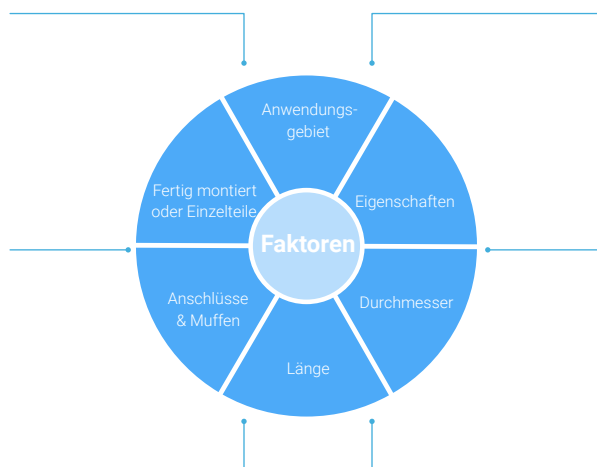 Anwendungs-
gebiet
Eigenschaften
Durchmesser
Länge
Anschlüsse
& Muffen
Fertig montiert
oder Einzelteile
Faktoren